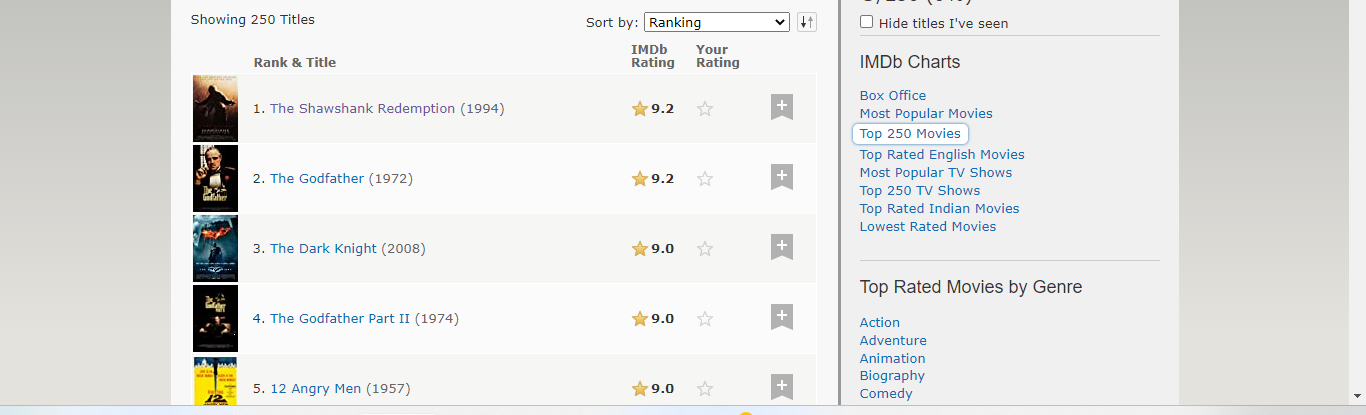 Showing 250 Titles
Sort by: Ranking
Rank & Title
IMDb Rating
Your Rating
1. The Shawshank Redemption (1994) 9.2
The Godfather
2. The Godfather (1972) 9.2
3. The Dark Knight (2008) 9.0
4. The Godfather Part II (1974) 9.0
12
5. 12 Angry Men (1957) 9.0
Hide titles I've seen
IMDb Charts
Box Office
Most Popular Movies
Top 250 Movies
Top Rated English Movies
Most Popular TV Shows
Top 250 TV Shows
Top Rated Indian Movies
Lowest Rated Movies
Top Rated Movies by Genre
Action
Adventure
Animation
Biography
Comedy